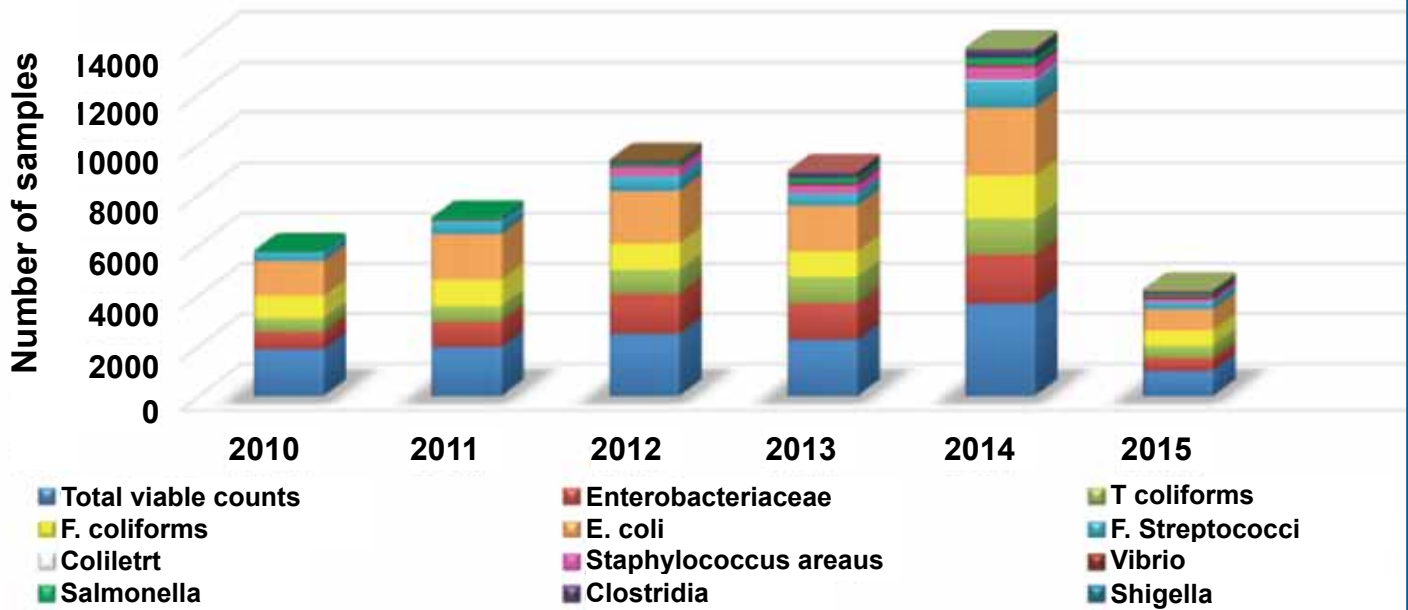 Number of samples
14000
12000
10000
8000
6000
4000
2000
0
2010 2011 2012 2013 2014 2015
Total viable counts Enterobacteriaceae T coliforms
F. coliforms E. coli F. Streptococci
Coliletrt Staphylococcus areaus Vibrio
Salmonella Clostridia Shigella